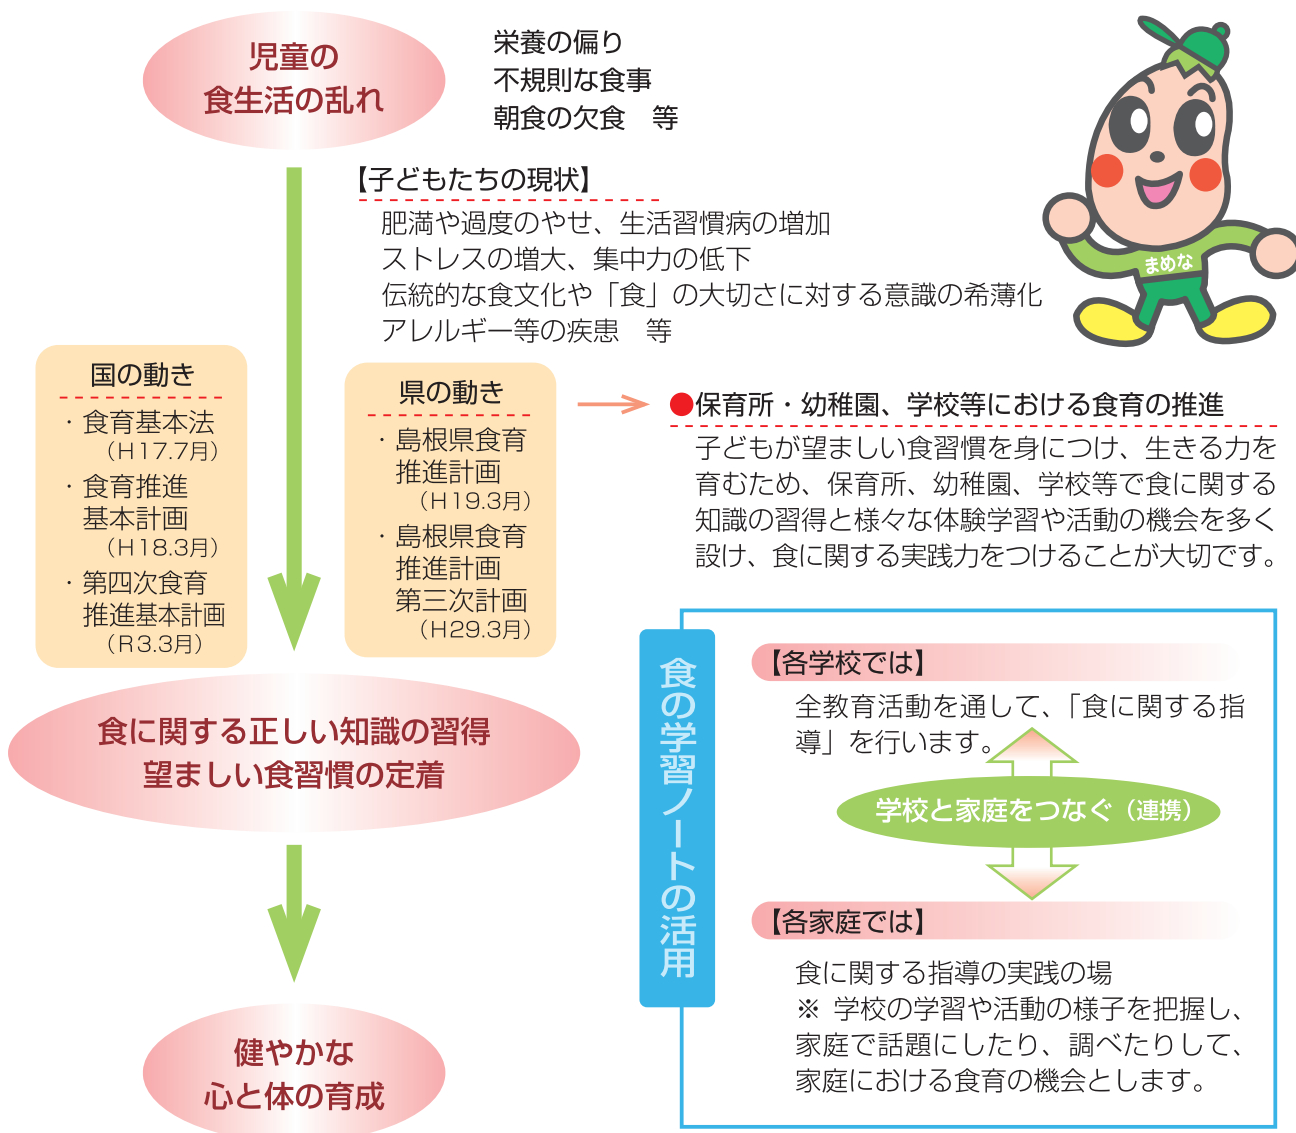 児童の
食生活の乱れ
栄養の偏り
不規則な食事
朝食の欠食　等
【子どもたちの現状】
肥満や過度のやせ、生活習慣病の増加
ストレスの増大、集中力の低下
伝統的な食文化や「食」の大切さに対する意識の希薄化
アレルギー等の疾患　等
まめな
国の動き
・食育基本法
（H17.7月）
・食育推進
基本計画
（H18.3月）
・第四次食育
推進基本計画
（R3.3月）
県の動き
・島根県食育
推進計画
（H19.3月）
・島根県食育
推進計画
第三次計画
（H29.3月）
●保育所・幼稚園、学校等における食育の推進
子どもが望ましい食習慣を身につけ、生きる力を
育むため、保育所、幼稚園、学校等で食に関する
知識の習得と様々な体験学習や活動の機会を多く
設け、食に関する実践力をつけることが大切です。
食に関する正しい知識の習得
望ましい食習慣の定着
健やかな
心と体の育成
食の学習ノートの活用
【各学校では】
全教育活動を通して、「食に関する指
導」を行います。
学校と家庭をつなぐ（連携）
【各家庭では】
食に関する指導の実践の場
※ 学校の学習や活動の様子を把握し、
家庭で話題にしたり、調べたりして、
家庭における食育の機会とします。